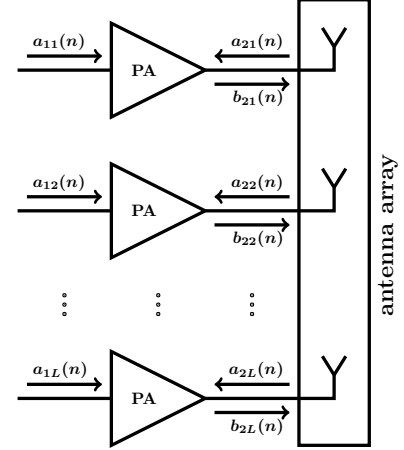 a₁₁(n) a₂₁(n)
PA
b₂₁(n)
a₁₂(n) a₂₂(n)
PA
b₂₂(n)
antenna array
a₁L(n) a₂L(n)
PA
b₂L(n)